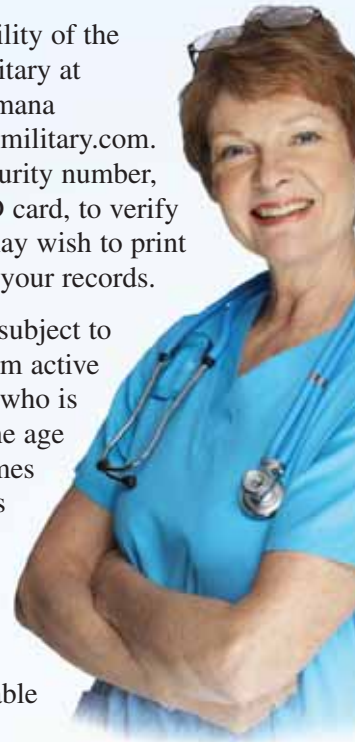 ility of the
itary at
mana
military.com.
urity number,
D card, to verify
ay wish to print
your records.
subject to
m active
who is
e age
mes
s
able